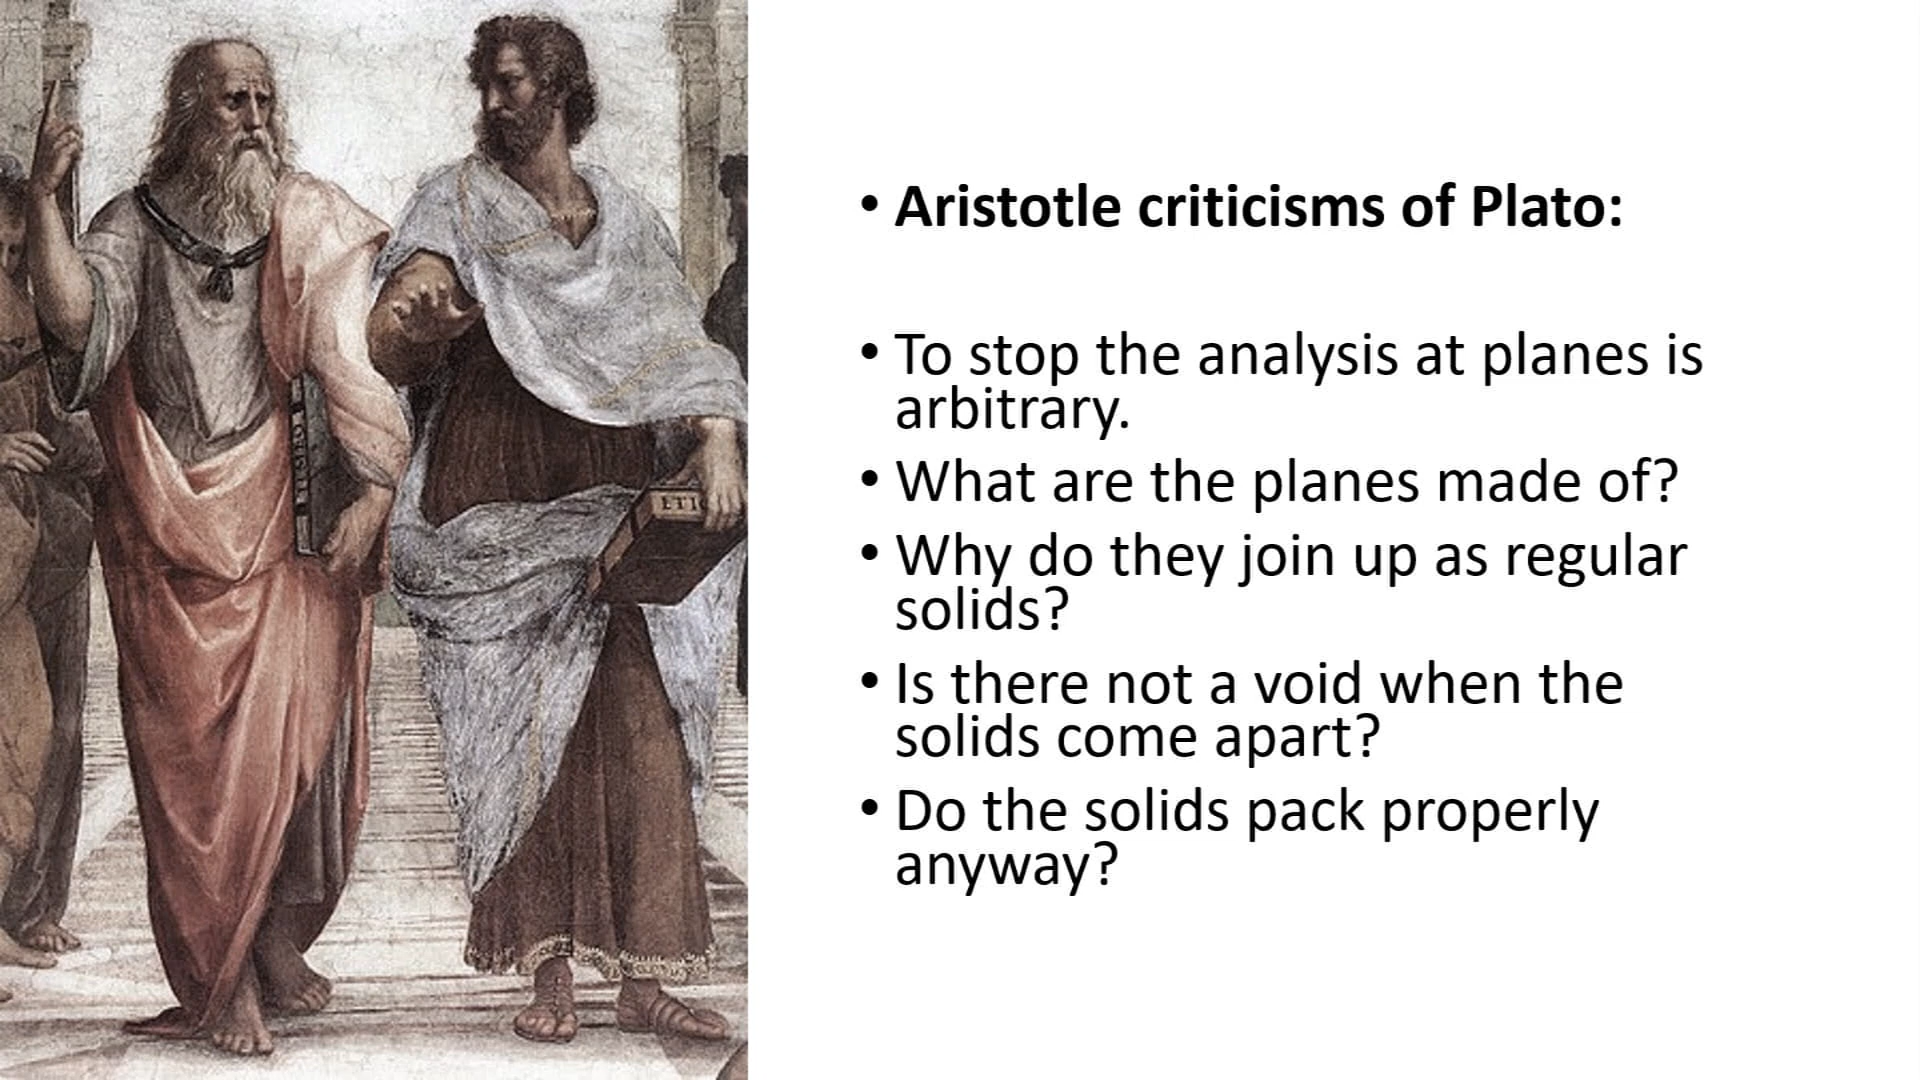 • Aristotle criticisms of Plato:
• To stop the analysis at planes is
arbitrary.
• What are the planes made of?
• Why do they join up as regular
solids?
• Is there not a void when the
solids come apart?
• Do the solids pack properly
anyway?
ETI